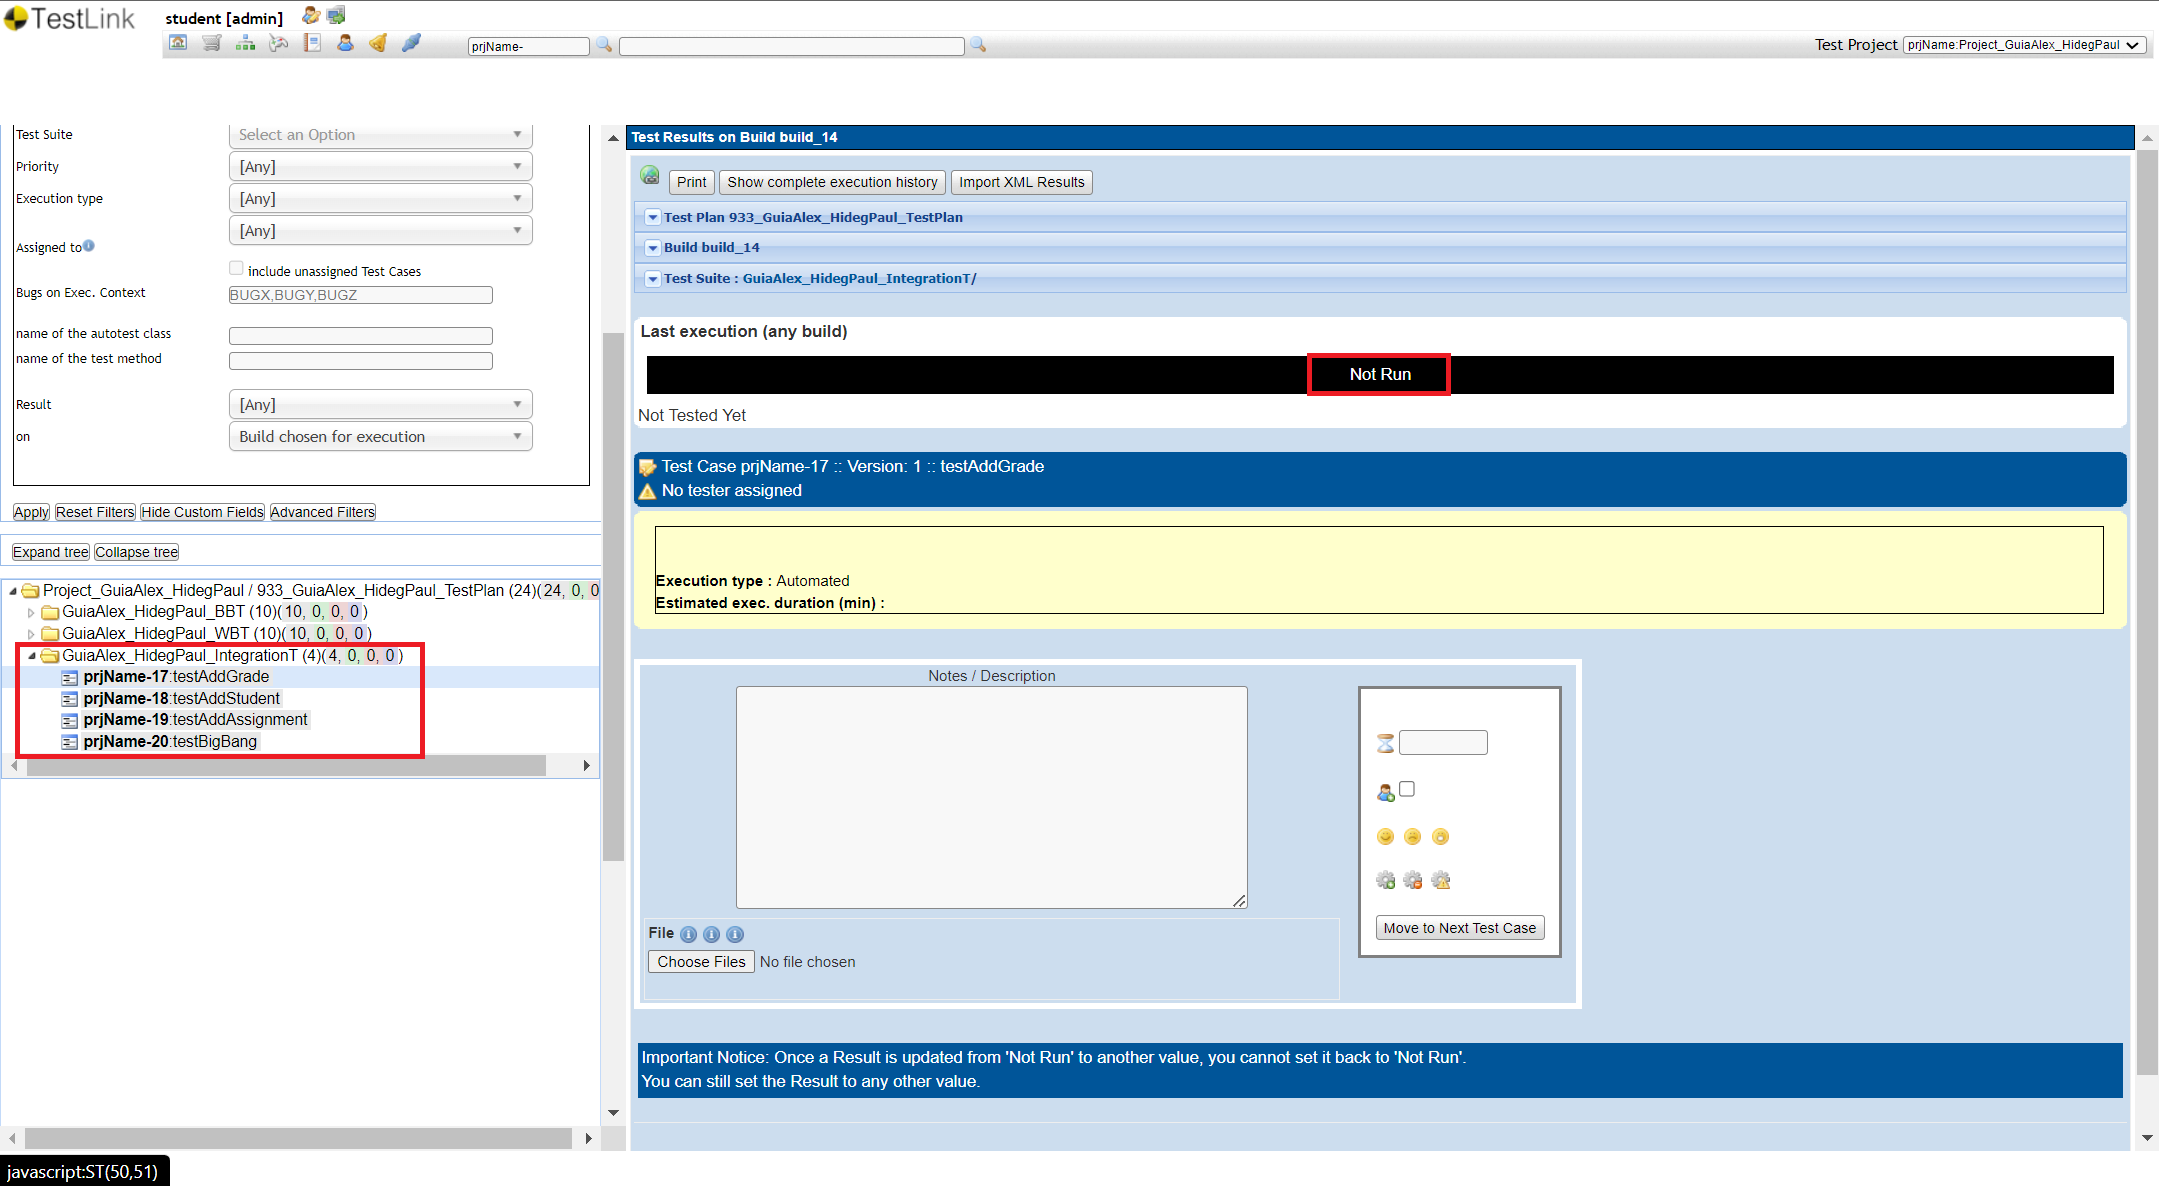 TestLink
student [admin]
prjName-
Test Project prjName:Project_GuiaAlex_HidegPaul
Test Suite Select an Option
Priority [Any]
Execution type [Any]
[Any]
Assigned to
include unassigned Test Cases
Bugs on Exec. Context BUGX,BUGY,BUGZ
name of the autotest class
name of the test method
Result [Any]
on Build chosen for execution
Apply Reset Filters Hide Custom Fields Advanced Filters
Expand tree Collapse tree
Project_GuiaAlex_HidegPaul / 933_GuiaAlex_HidegPaul_TestPlan (24)(24, 0, 0
GuiaAlex_HidegPaul_BBT (10)(10, 0, 0, 0)
GuiaAlex_HidegPaul_WBT (10)(10, 0, 0, 0)
GuiaAlex_HidegPaul_IntegrationT (4)(4, 0, 0, 0)
prjName-17:testAddGrade
prjName-18:testAddStudent
prjName-19:testAddAssignment
prjName-20:testBigBang
javascript:ST(50,51)
Test Results on Build build_14
Print Show complete execution history Import XML Results
Test Plan 933_GuiaAlex_HidegPaul_TestPlan
Build build_14
Test Suite : GuiaAlex_HidegPaul_IntegrationT/
Last execution (any build)
Not Run
Not Tested Yet
Test Case prjName-17 :: Version: 1 :: testAddGrade
No tester assigned
Execution type : Automated
Estimated exec. duration (min) :
Notes / Description
File
Choose Files No file chosen
Move to Next Test Case
Important Notice: Once a Result is updated from 'Not Run' to another value, you cannot set it back to 'Not Run'.
You can still set the Result to any other value.